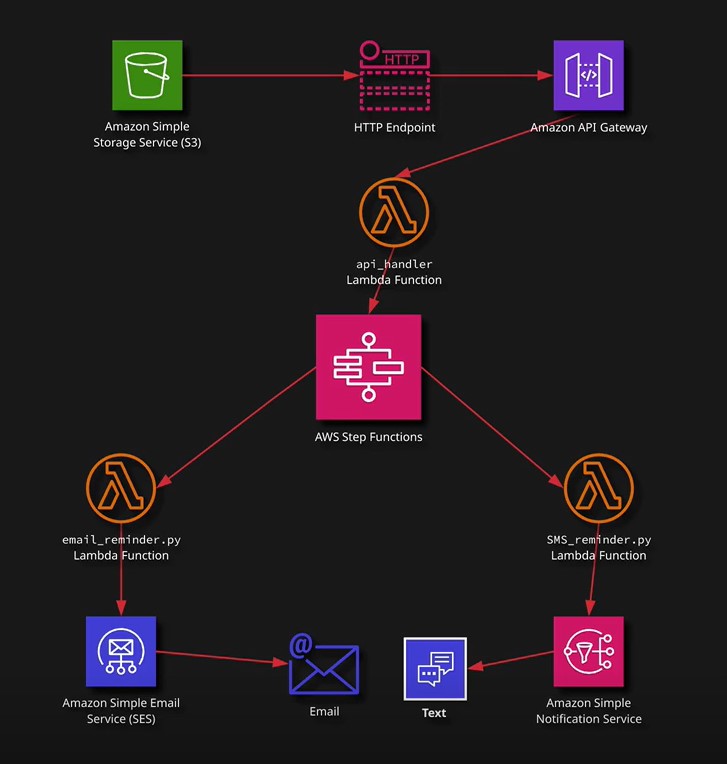 HTTP
Amazon Simple
Storage Service (S3)
HTTP Endpoint
</>
Amazon API Gateway
api_handler
Lambda Function
AWS Step Functions
email_reminder.py
Lambda Function
SMS_reminder.py
Lambda Function
@
Amazon Simple Email
Service (SES)
Email
Text
Amazon Simple
Notification Service